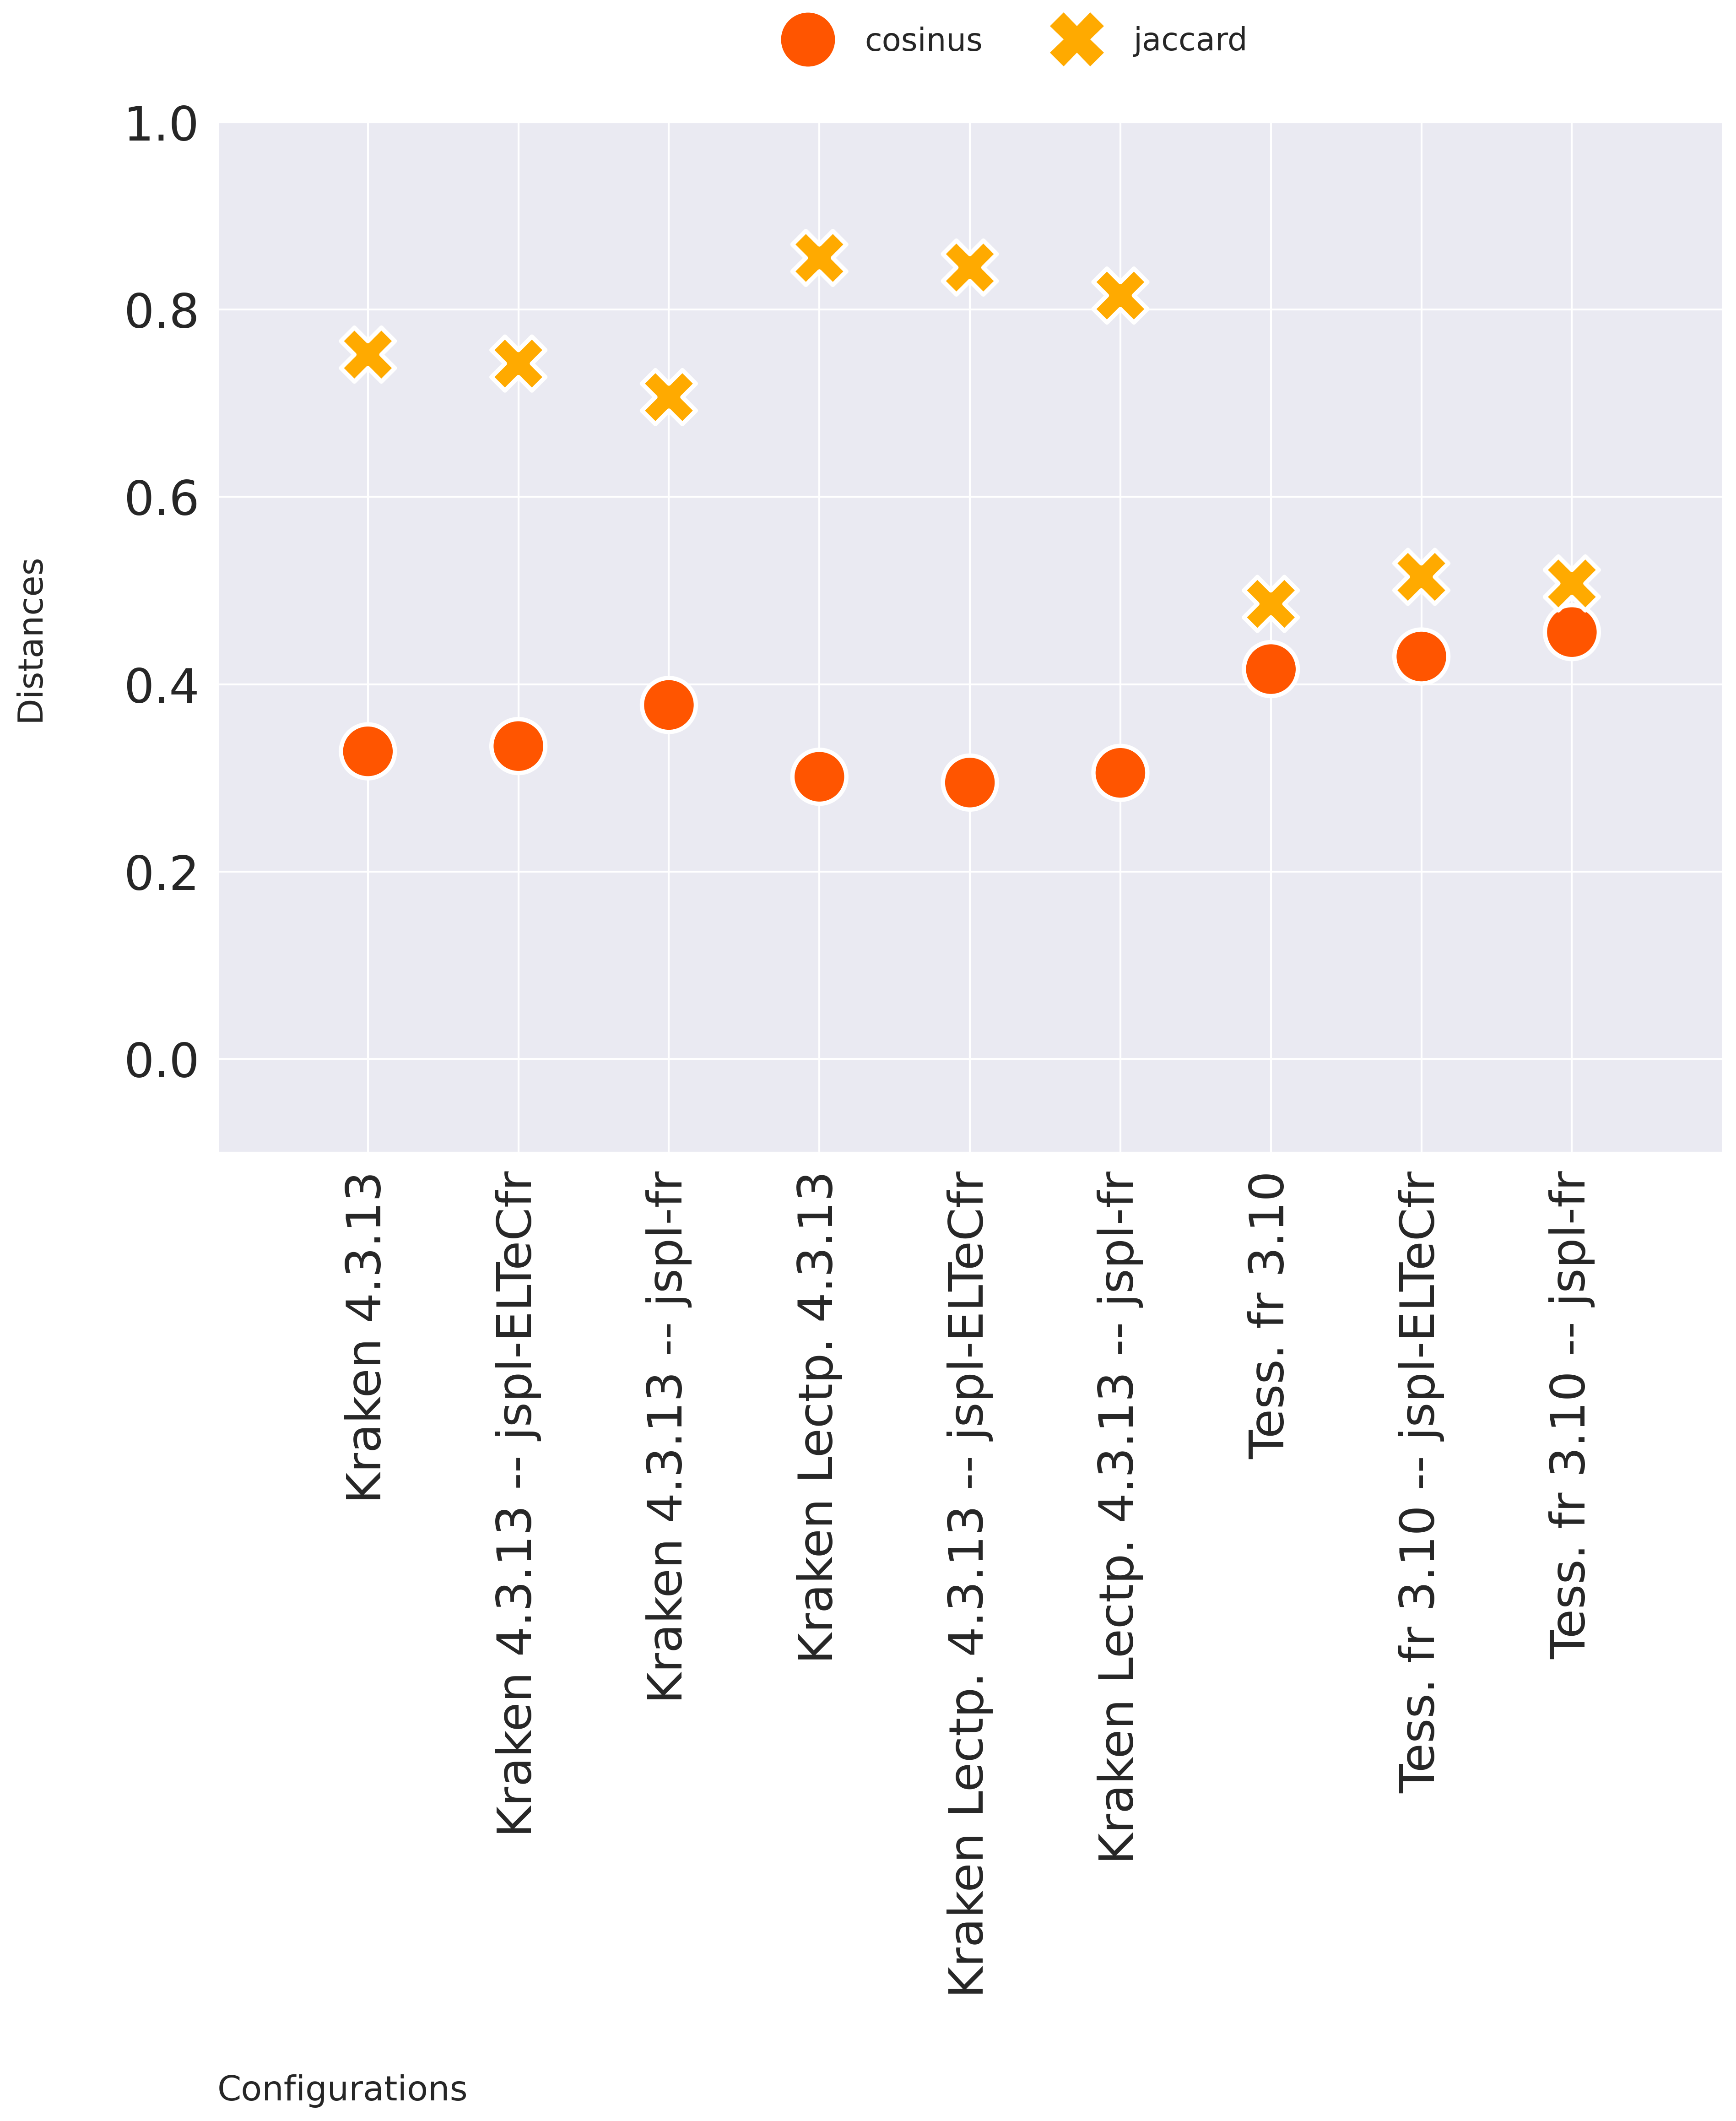 cosinus jaccard
1.0
0.8
0.6
0.4
0.2
0.0
Distances
Kraken 4.3.13
Kraken 4.3.13 -- jspl-ELTeCfr
Kraken 4.3.13 -- jspl-fr
Kraken Lectp. 4.3.13
Kraken Lectp. 4.3.13 -- jspl-ELTeCfr
Kraken Lectp. 4.3.13 -- jspl-fr
Tess. fr 3.10
Tess. fr 3.10 -- jspl-ELTeCfr
Tess. fr 3.10 -- jspl-fr
Configurations